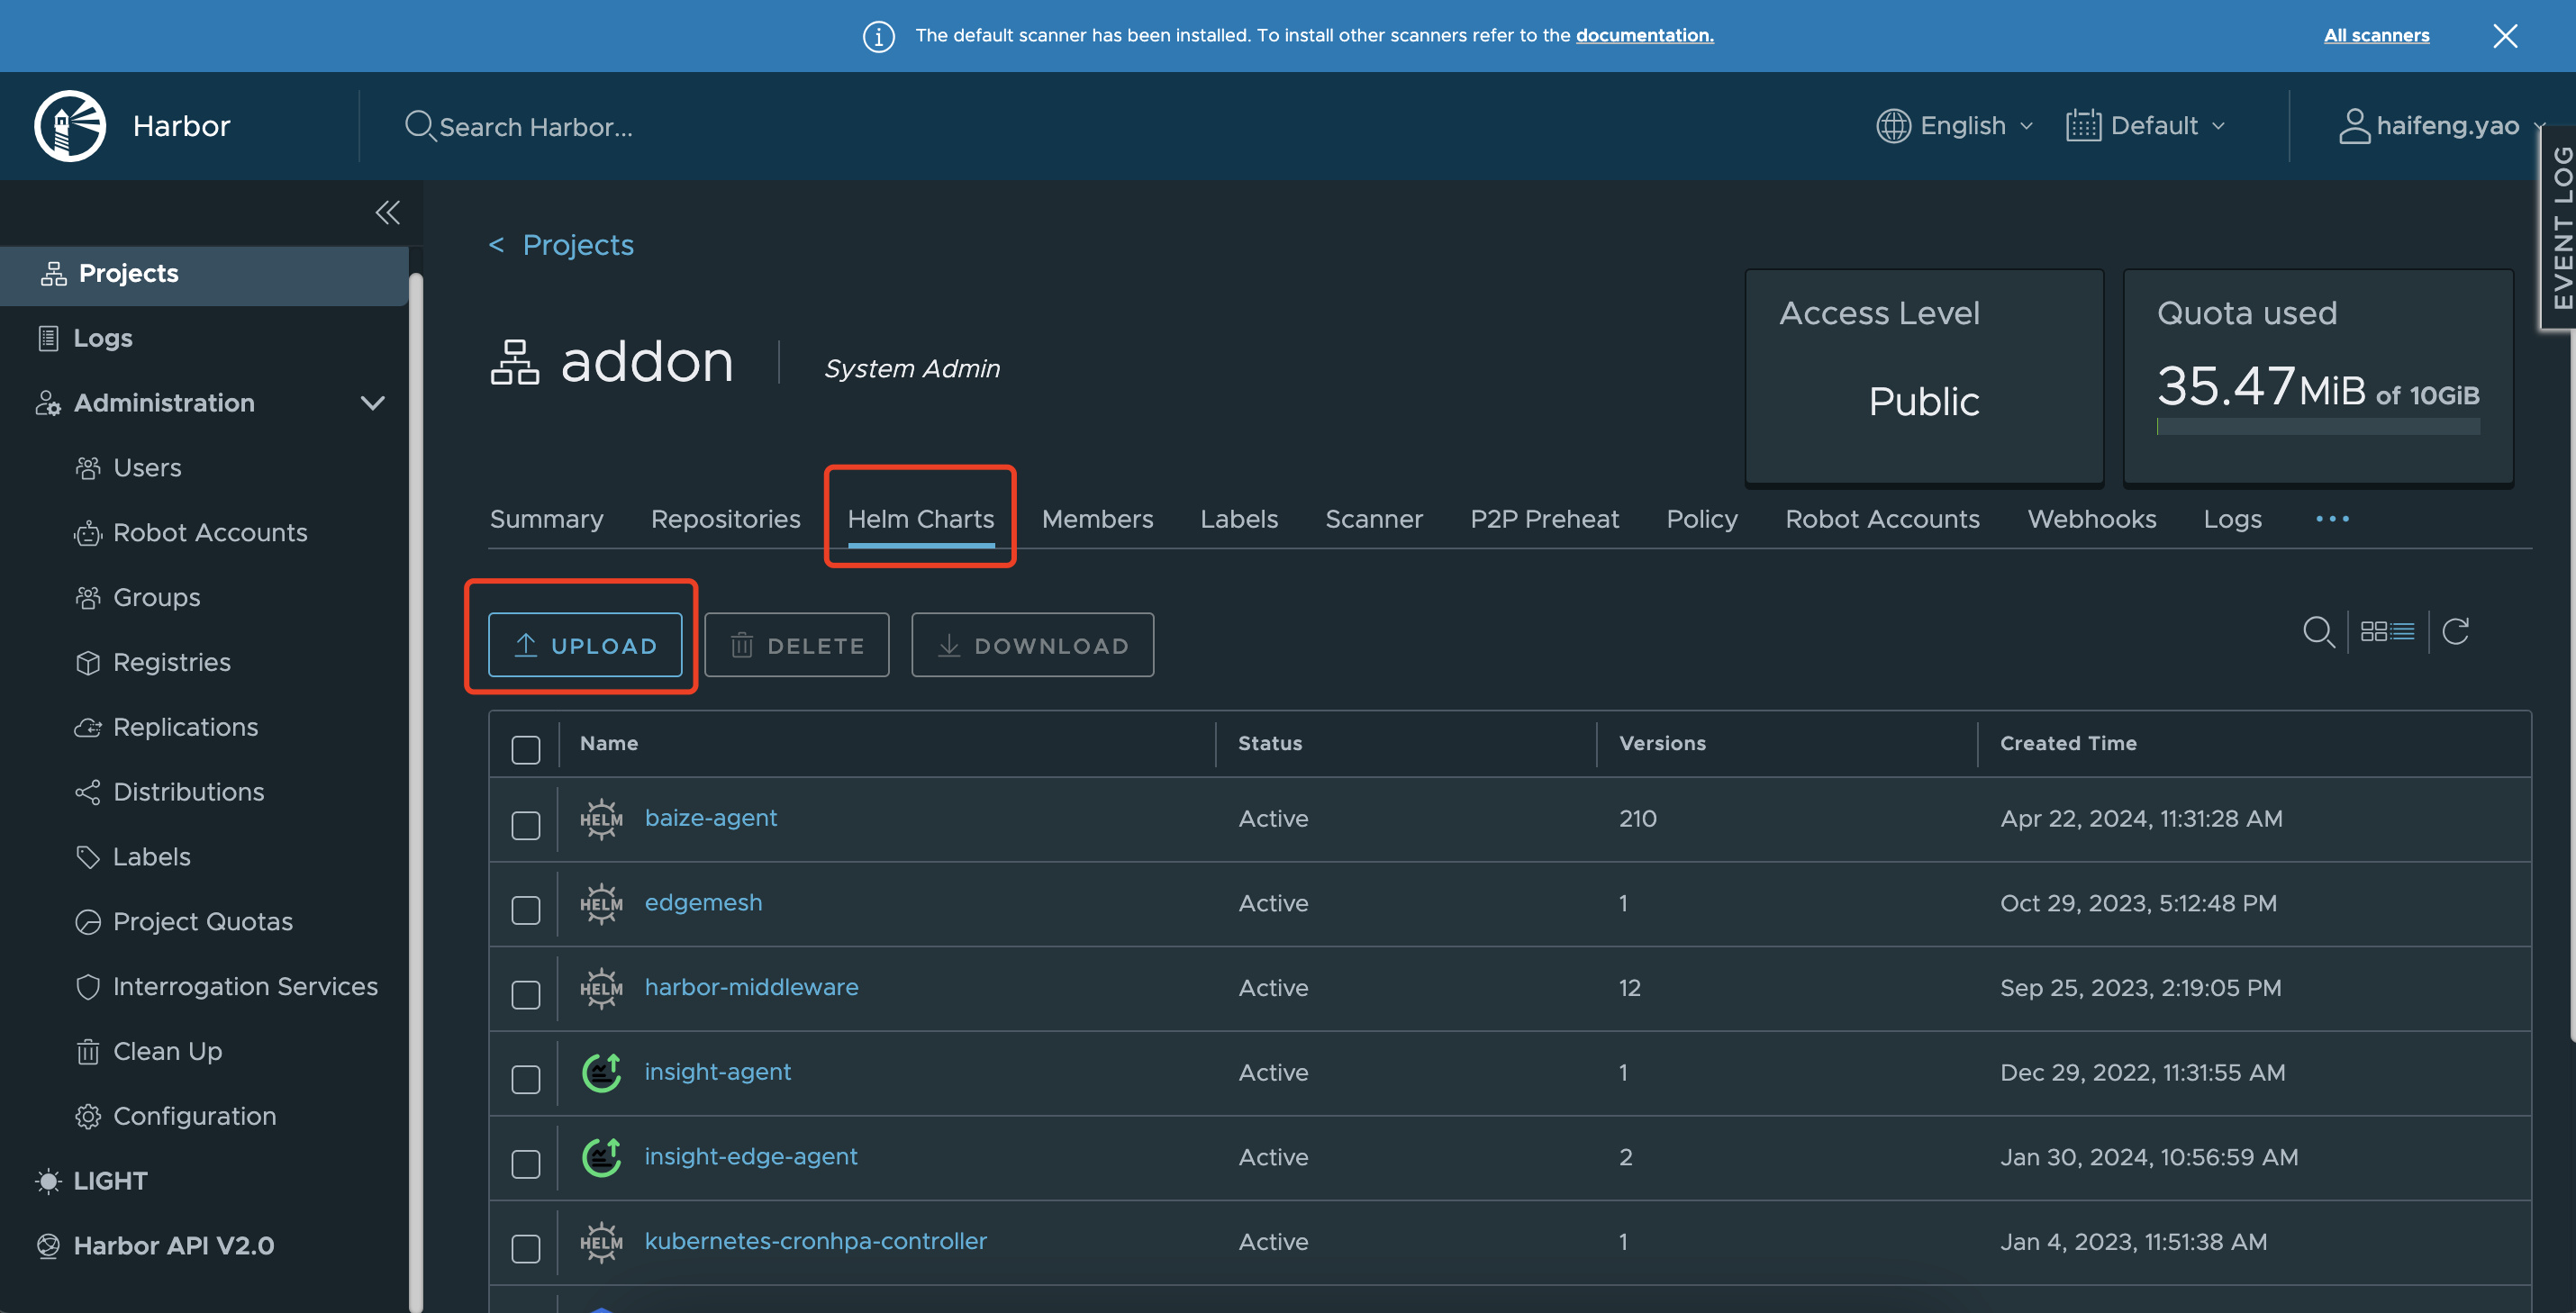 The default scanner has been installed. To install other scanners refer to the documentation.
All scanners
Harbor
Search Harbor...
English
Default
haifeng.yao
EVENT LOG
Projects
Logs
Administration
Users
Robot Accounts
Groups
Registries
Replications
Distributions
Labels
Project Quotas
Interrogation Services
Clean Up
Configuration
LIGHT
Harbor API V2.0
< Projects
addon
System Admin
Access Level
Public
Quota used
35.47MiB of 10GiB
Summary Repositories Helm Charts Members Labels Scanner P2P Preheat Policy Robot Accounts Webhooks Logs ...
UPLOAD DELETE DOWNLOAD
Name Status Versions Created Time
HELM baize-agent Active 210 Apr 22, 2024, 11:31:28 AM
HELM edgemesh Active 1 Oct 29, 2023, 5:12:48 PM
HELM harbor-middleware Active 12 Sep 25, 2023, 2:19:05 PM
insight-agent Active 1 Dec 29, 2022, 11:31:55 AM
insight-edge-agent Active 2 Jan 30, 2024, 10:56:59 AM
HELM kubernetes-cronhpa-controller Active 1 Jan 4, 2023, 11:51:38 AM